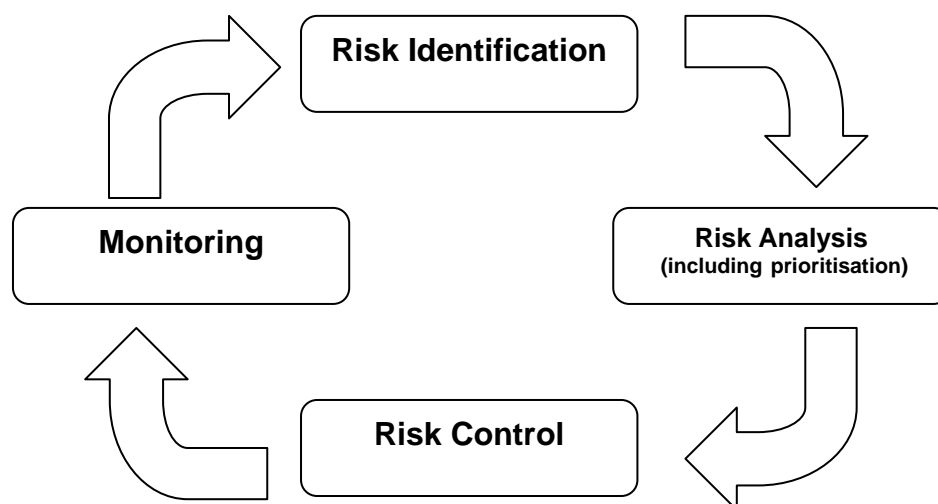 Risk Identification
Risk Analysis
(including prioritisation)
Risk Control
Monitoring